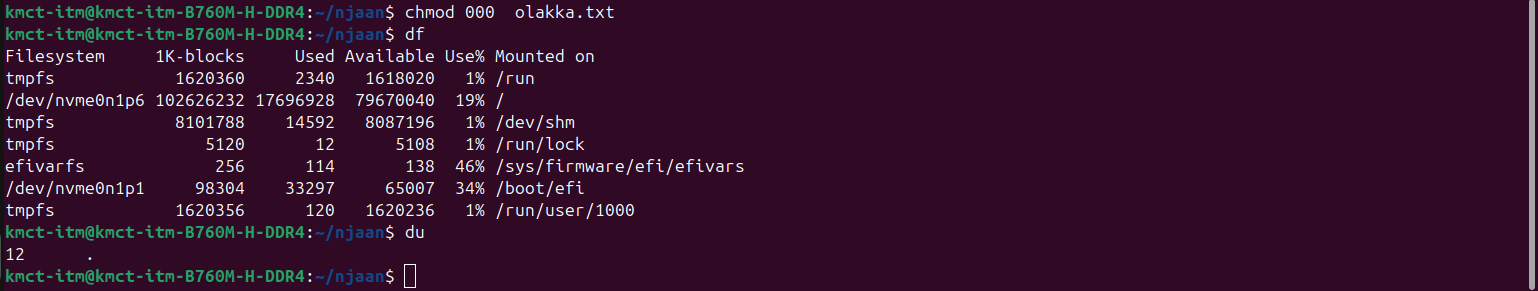 kmct-itm@kmct-itm-B760M-H-DDR4:~/njaan$ chmod 000  olakka.txt
kmct-itm@kmct-itm-B760M-H-DDR4:~/njaan$ df
Filesystem     1K-blocks     Used Available Use% Mounted on
tmpfs            1620360     2340   1618020   1% /run
/dev/nvme0n1p6 102626232 17696928  79670040  19% /
tmpfs            8101788    14592   8087196   1% /dev/shm
tmpfs               5120       12      5108   1% /run/lock
efivarfs             256      114       138  46% /sys/firmware/efi/efivars
/dev/nvme0n1p1     98304    33297     65007  34% /boot/efi
tmpfs            1620356      120   1620236   1% /run/user/1000
kmct-itm@kmct-itm-B760M-H-DDR4:~/njaan$ du
12      .
kmct-itm@kmct-itm-B760M-H-DDR4:~/njaan$